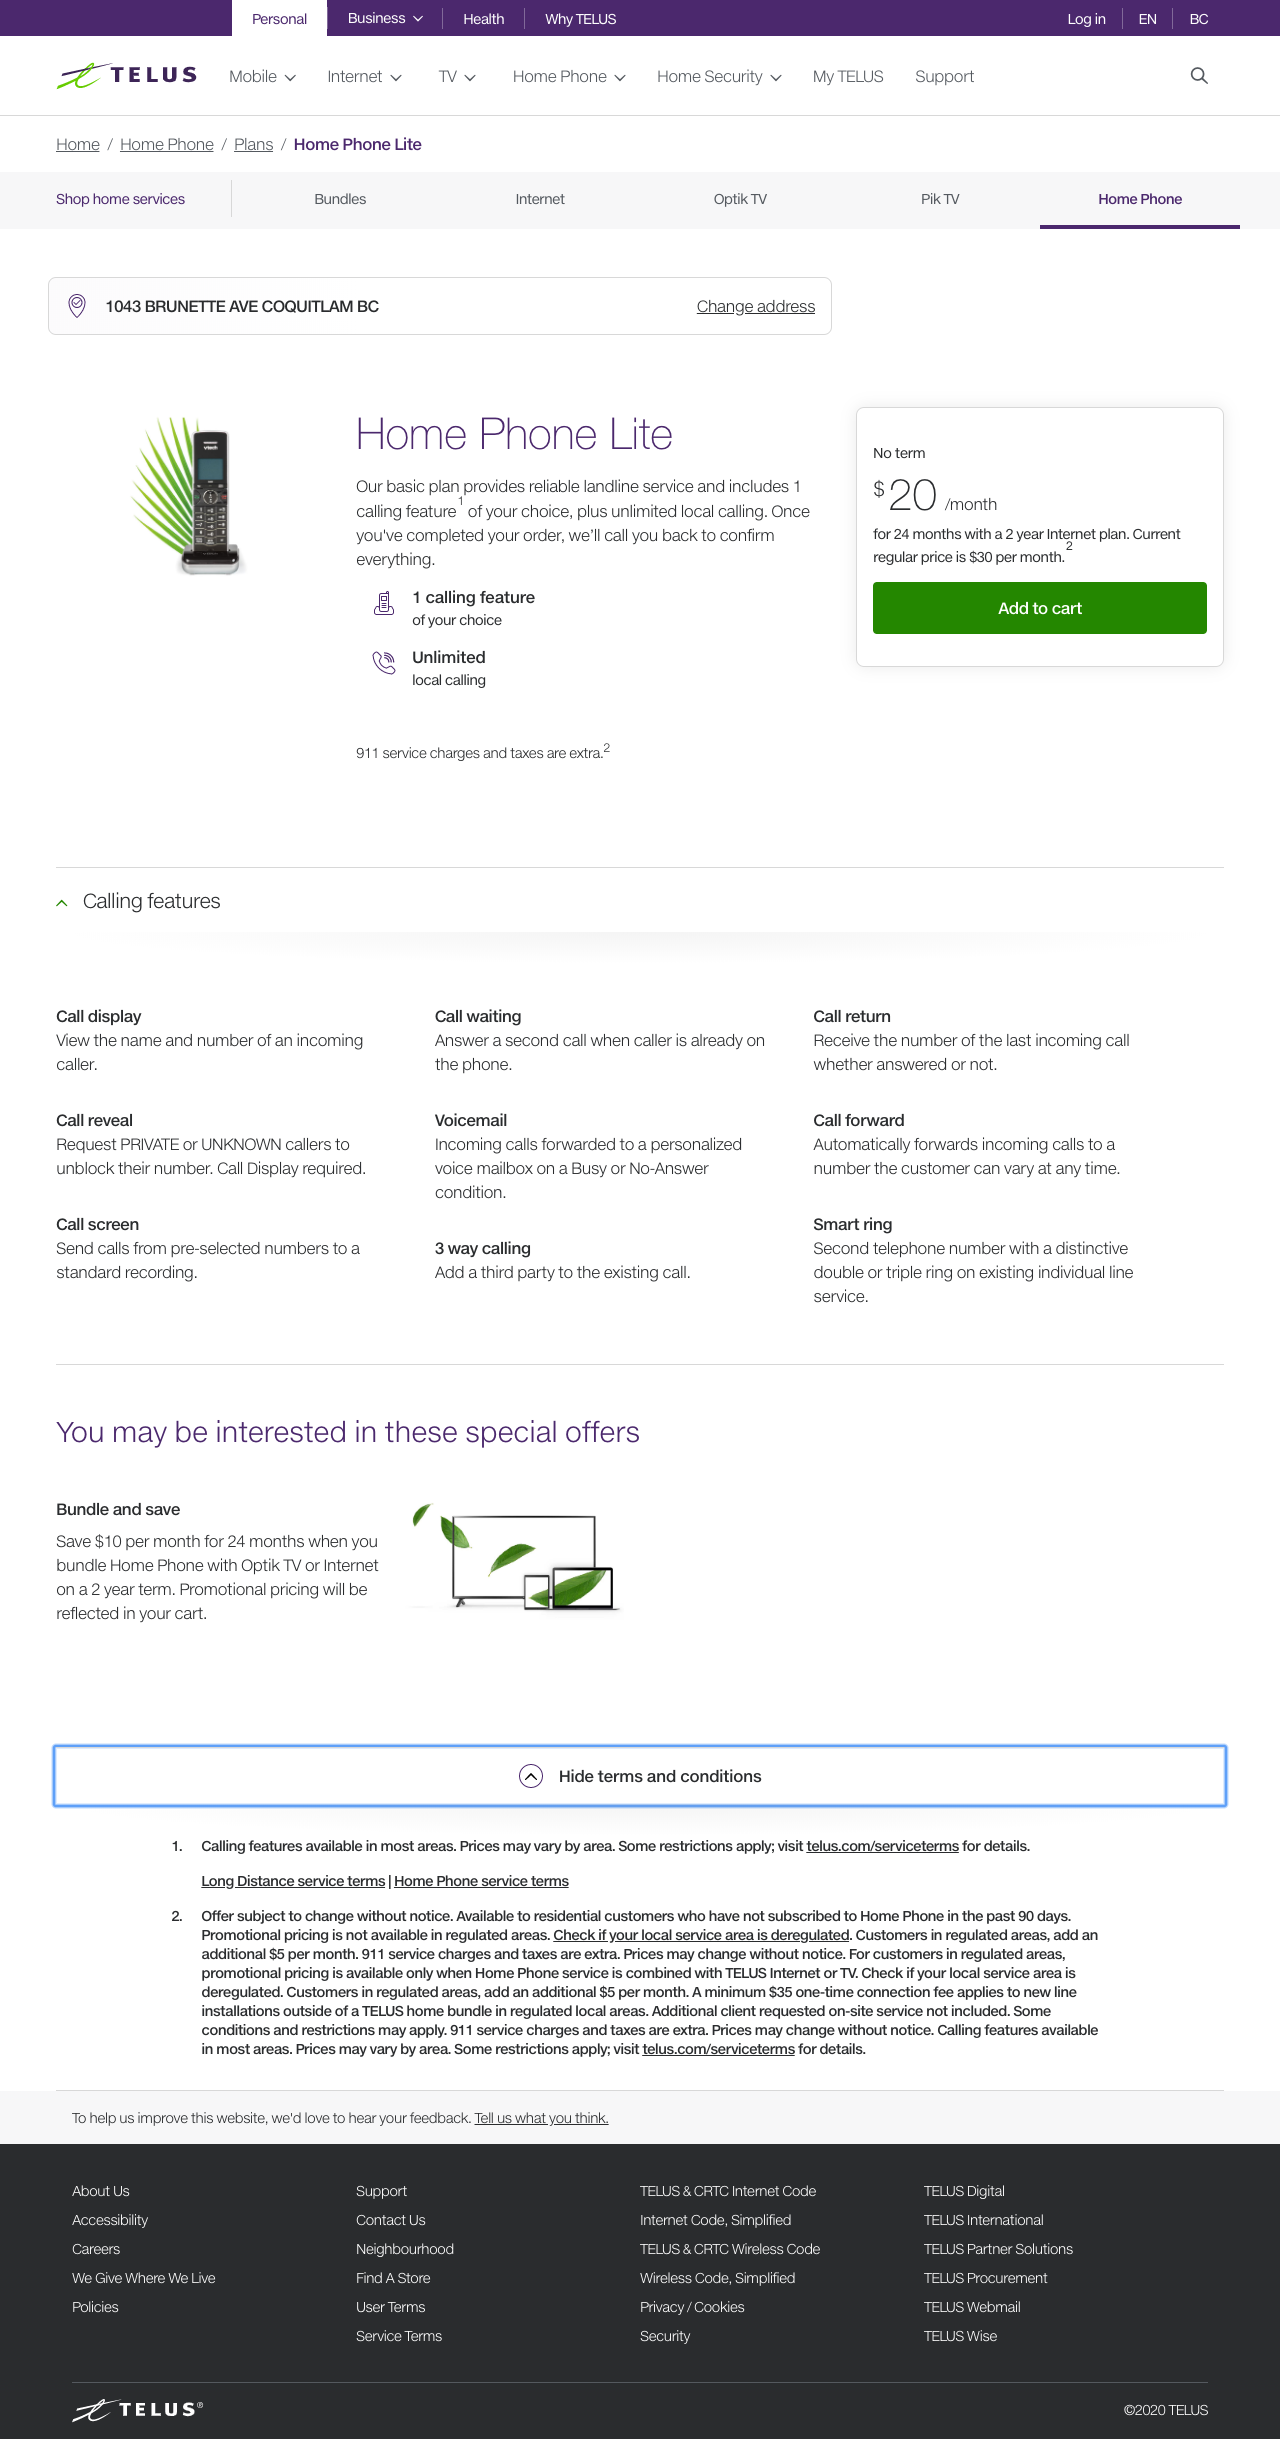 Personal Business Health Why TELUS Log in EN BC
TELUS Mobile Internet TV Home Phone Home Security My TELUS Support
Home / Home Phone / Plans / Home Phone Lite
Shop home services Bundles Internet Optik TV Pik TV Home Phone
1043 BRUNETTE AVE COQUITLAM BC Change address
Home Phone Lite
Our basic plan provides reliable landline service and includes 1
calling feature1 of your choice, plus unlimited local calling. Once
you've completed your order, we'll call you back to confirm
everything.
1 calling feature
of your choice
Unlimited
local calling
911 service charges and taxes are extra.2
No term
$20 /month
for 24 months with a 2 year Internet plan. Current
regular price is $30 per month.2
Add to cart
vtech
Calling features
Call display
View the name and number of an incoming
caller.
Call waiting
Answer a second call when caller is already on
the phone.
Call return
Receive the number of the last incoming call
whether answered or not.
Call reveal
Request PRIVATE or UNKNOWN callers to
unblock their number. Call Display required.
Voicemail
Incoming calls forwarded to a personalized
voice mailbox on a Busy or No-Answer
condition.
Call forward
Automatically forwards incoming calls to a
number the customer can vary at any time.
Call screen
Send calls from pre-selected numbers to a
standard recording.
3 way calling
Add a third party to the existing call.
Smart ring
Second telephone number with a distinctive
double or triple ring on existing individual line
service.
You may be interested in these special offers
Bundle and save
Save $10 per month for 24 months when you
bundle Home Phone with Optik TV or Internet
on a 2 year term. Promotional pricing will be
reflected in your cart.
Hide terms and conditions
1. Calling features available in most areas. Prices may vary by area. Some restrictions apply; visit telus.com/serviceterms for details.
Long Distance service terms | Home Phone service terms
2. Offer subject to change without notice. Available to residential customers who have not subscribed to Home Phone in the past 90 days.
Promotional pricing is not available in regulated areas. Check if your local service area is deregulated. Customers in regulated areas, add an
additional $5 per month. 911 service charges and taxes are extra. Prices may change without notice. For customers in regulated areas,
promotional pricing is available only when Home Phone service is combined with TELUS Internet or TV. Check if your local service area is
deregulated. Customers in regulated areas, add an additional $5 per month. A minimum $35 one-time connection fee applies to new line
installations outside of a TELUS home bundle in regulated local areas. Additional client requested on-site service not included. Some
conditions and restrictions may apply. 911 service charges and taxes are extra. Prices may change without notice. Calling features available
in most areas. Prices may vary by area. Some restrictions apply; visit telus.com/serviceterms for details.
To help us improve this website, we'd love to hear your feedback. Tell us what you think.
About Us
Accessibility
Careers
We Give Where We Live
Policies
Support
Contact Us
Neighbourhood
Find A Store
User Terms
Service Terms
TELUS & CRTC Internet Code
Internet Code, Simplified
TELUS & CRTC Wireless Code
Wireless Code, Simplified
Privacy / Cookies
Security
TELUS Digital
TELUS International
TELUS Partner Solutions
TELUS Procurement
TELUS Webmail
TELUS Wise
TELUS® ©2020 TELUS